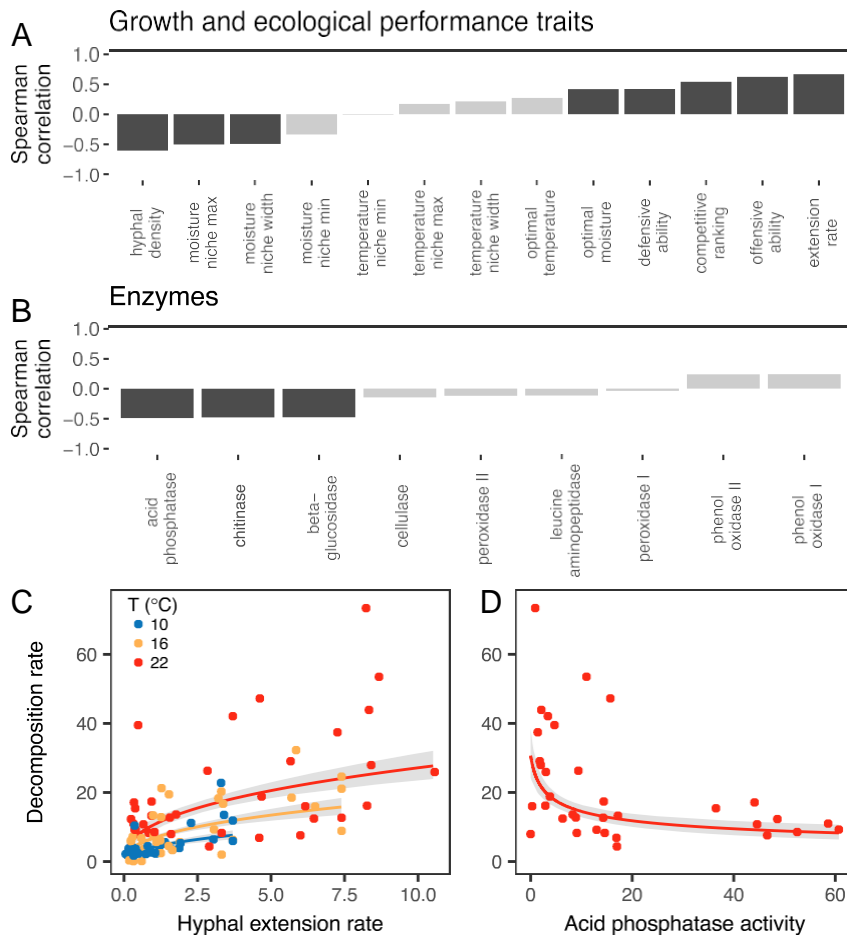 A
Growth and ecological performance traits
Spearman
correlation
1.0
0.5
0.0
−0.5
−1.0
hyphal
density
moisture
niche max
moisture
niche width
moisture
niche min
temperature
niche min
temperature
niche max
temperature
niche width
optimal
temperature
optimal
moisture
defensive
ability
competitive
ranking
offensive
ability
extension
rate
B
Enzymes
Spearman
correlation
1.0
0.5
0.0
−0.5
−1.0
acid
phosphatase
chitinase
beta−
glucosidase
cellulase
peroxidase II
leucine
aminopeptidase
peroxidase I
phenol
oxidase II
phenol
oxidase I
C
T (°C)
10
16
22
Decomposition rate
60
40
20
0
0.0 2.5 5.0 7.5 10.0
Hyphal extension rate
D
60
40
20
0
0 20 40 60
Acid phosphatase activity